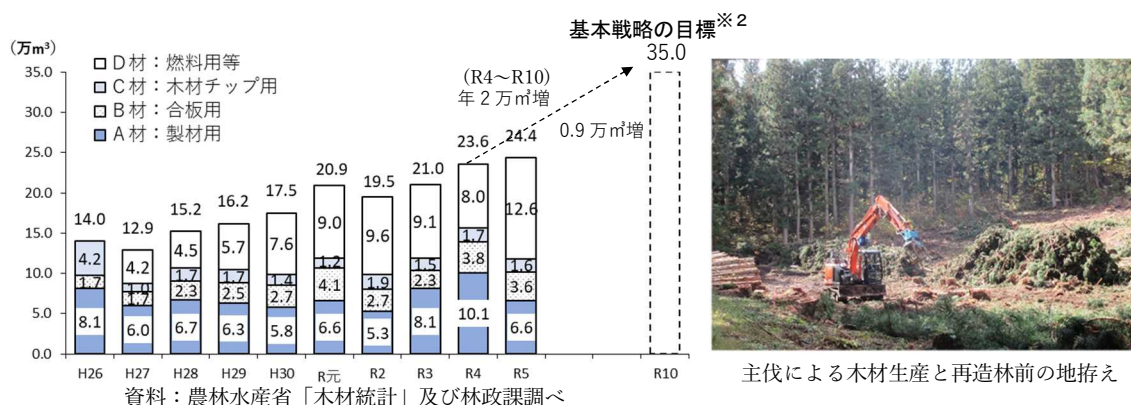 基本戦略の目標※２
(万㎥)
35.0
30.0
25.0
20.0
15.0
10.0
5.0
0.0
Ｄ材：燃料用等
Ｃ材：木材チップ用
Ｂ材：合板用
Ａ材：製材用
(R4～R10)
年２万㎥増
0.9 万㎥増
35.0
14.0 12.9 15.2 16.2 17.5 20.9 19.5 21.0 23.6 24.4
4.2 4.5 5.7 7.6 9.0 9.6 9.1 8.0 12.6
4.2 1.0 1.7 1.7 1.4 1.2 1.9 1.5 1.7 1.6
1.7 1.7 2.3 2.5 2.7 4.1 2.7 2.3 3.8 3.6
8.1 6.0 6.7 6.3 5.8 6.6 5.3 8.1 10.1 6.6
H26 H27 H28 H29 H30 R元 R2 R3 R4 R5 R10
資料：農林水産省「木材統計」及び林政課調べ
主伐による木材生産と再造林前の地拵え